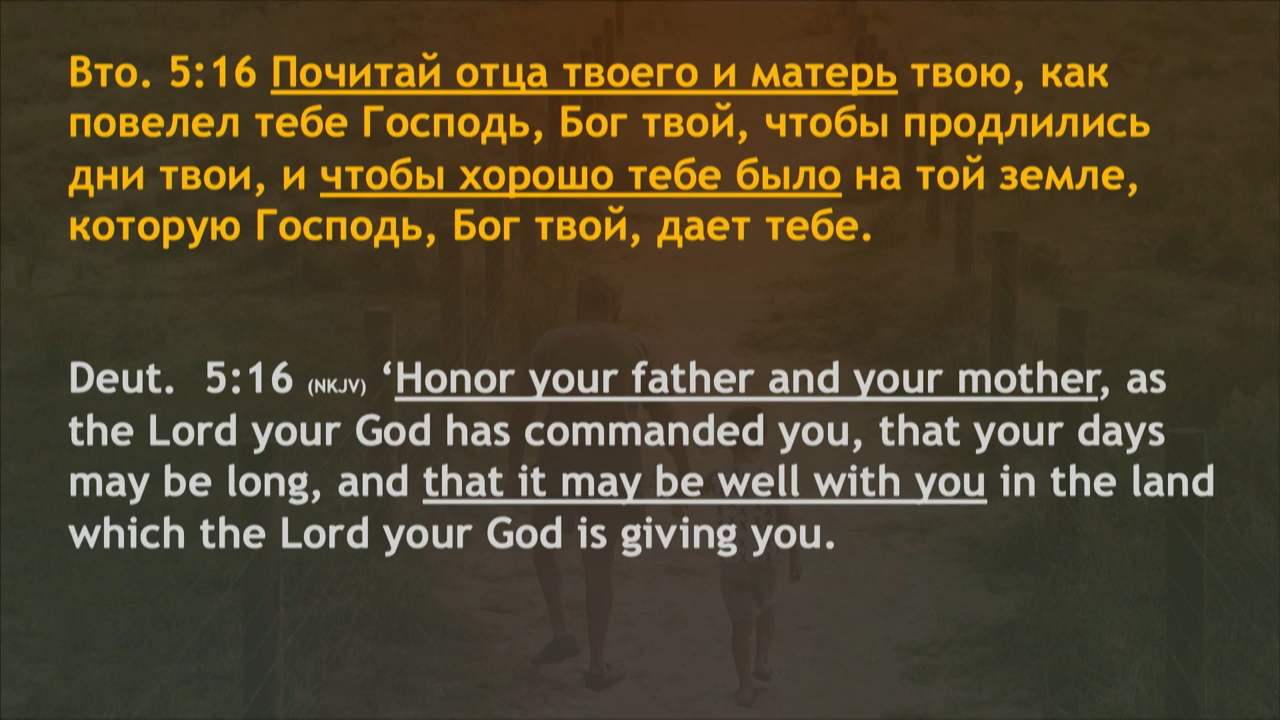 Вто. 5:16 Почитай отца твоего и матерь твою, как
повелел тебе Господь, Бог твой, чтобы продлились
дни твои, и чтобы хорошо тебе было на той земле,
которую Господь, Бог твой, дает тебе.
Deut. 5:16 (NKJV) ‘Honor your father and your mother, as
the Lord your God has commanded you, that your days
may be long, and that it may be well with you in the land
which the Lord your God is giving you.